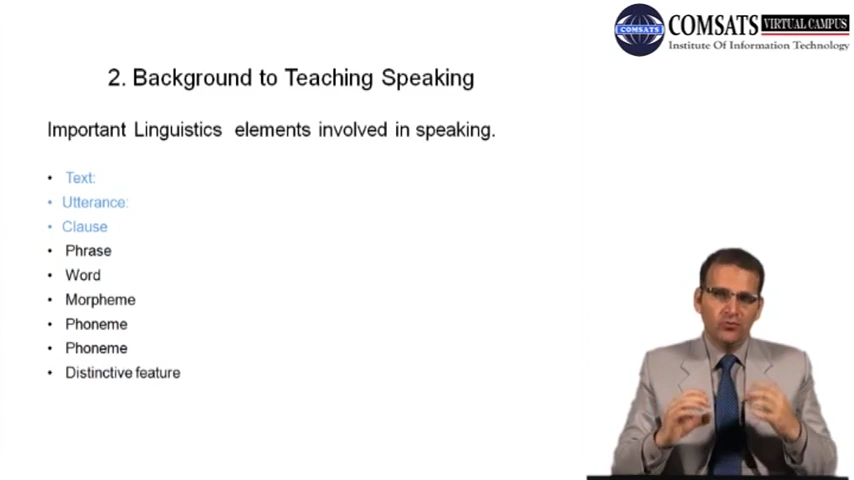 COMSATS VIRTUAL CAMPUS
COMSATS
Institute Of Information Technology
2. Background to Teaching Speaking
Important Linguistics elements involved in speaking.
• Text:
• Utterance:
• Clause
• Phrase
• Word
• Morpheme
• Phoneme
• Phoneme
• Distinctive feature